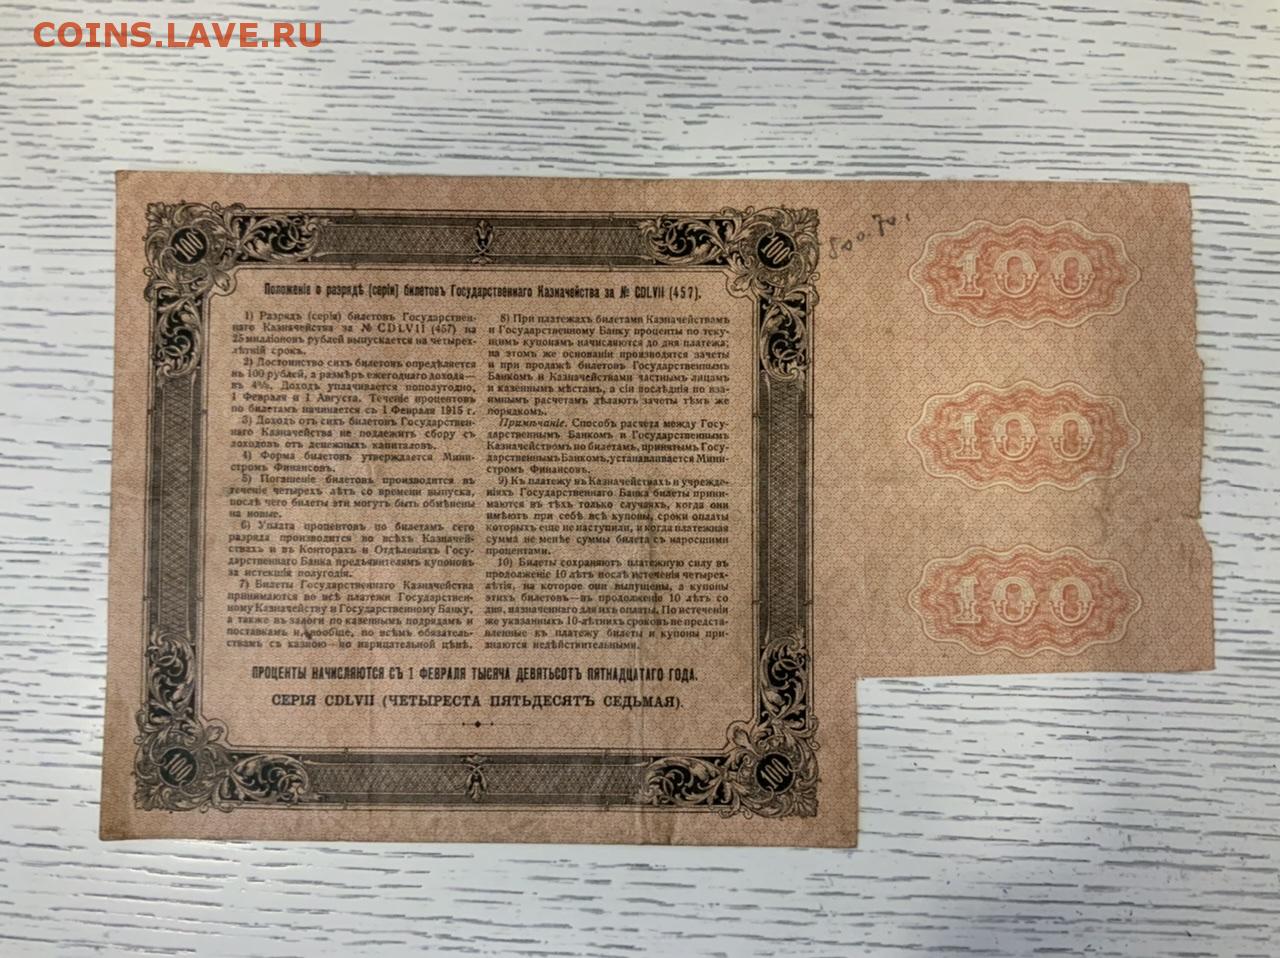 COINS.LAVE.RU
100
100
Положеніе о разрядѣ (серіи) билетовъ Государственнаго Казначейства за № CDLVII (457).
1) Разрядъ (серія) билетовъ Государствен-
наго Казначейства за № CDLVII (457) на
25 милліоновъ рублей выпускается на четырех-
лѣтній срокъ.
2) Достоинство сихъ билетовъ опредѣляется
въ 100 рублей, а размѣръ ежегоднаго дохода—
въ 4%. Доходъ уплачивается пополугодно,
1 Февраля и 1 Августа. Теченіе процентовъ
по билетамъ начинается съ 1 Февраля 1915 г.
3) Доходъ отъ сихъ билетовъ Государствен-
наго Казначейства не подлежитъ сбору съ
доходовъ отъ денежныхъ капиталовъ.
4) Форма билетовъ утверждается Мини-
стромъ Финансовъ.
5) Погашеніе билетовъ производится въ
теченіе четырехъ лѣтъ со времени выпуска,
послѣ чего билеты эти могутъ быть обмѣнены
на новые.
6) Уплата процентовъ по билетамъ сего
разряда производится во всѣхъ Казначей-
ствахъ и въ Конторахъ и Отдѣленіяхъ Госу-
дарственнаго Банка предъявителямъ купоновъ
за истекшія полугодія.
7) Билеты Государственнаго Казначейства
принимаются во всѣ платежи Государствен-
ному Казначейству и Государственному Банку,
а также въ залоги по казеннымъ подрядамъ и
поставкамъ и, вообще, по всѣмъ обязатель-
ствамъ съ казною—по нарицательной цѣнѣ.
8) При платежахъ билетами Казначействамъ
и Государственному Банку проценты по теку-
щимъ купонамъ начисляются до дня платежа;
на этомъ же основаніи производятся зачеты
и при продажѣ билетовъ Государственнымъ
Банкомъ и Казначействами частнымъ лицамъ
и казеннымъ мѣстамъ, а сіи послѣднія по вза-
имнымъ расчетамъ дѣлаютъ зачеты тѣмъ же
порядкомъ.
Примѣчаніе. Способъ расчета между Госу-
дарственнымъ Банкомъ и Государственнымъ
Казначействомъ по билетамъ, принятымъ Госу-
дарственнымъ Банкомъ, устанавливается Мини-
стромъ Финансовъ.
9) Къ платежу въ Казначействахъ и учрежде-
ніяхъ Государственнаго Банка билеты прини-
маются въ тѣхъ только случаяхъ, когда они
имѣютъ при себѣ всѣ купоны, сроки оплаты
которыхъ еще не наступили, и когда платежная
сумма не менѣе суммы билета съ наросшими
процентами.
10) Билеты сохраняютъ платежную силу въ
продолженіе 10 лѣтъ послѣ истеченія четырех-
лѣтія, на которое они выпущены, а купоны
этихъ билетовъ—въ продолженіе 10 лѣтъ со
дня, назначеннаго для ихъ оплаты. По истеченіи
же указанныхъ 10-лѣтнихъ сроковъ не предста-
вленные къ платежу билеты и купоны при-
знаются недѣйствительными.
ПРОЦЕНТЫ НАЧИСЛЯЮТСЯ СЪ 1 ФЕВРАЛЯ ТЫСЯЧА ДЕВЯТЬСОТЪ ПЯТНАДЦАТАГО ГОДА.
СЕРІЯ CDLVII (ЧЕТЫРЕСТА ПЯТЬДЕСЯТЪ СЕДЬМАЯ).
100
100
100
100
100